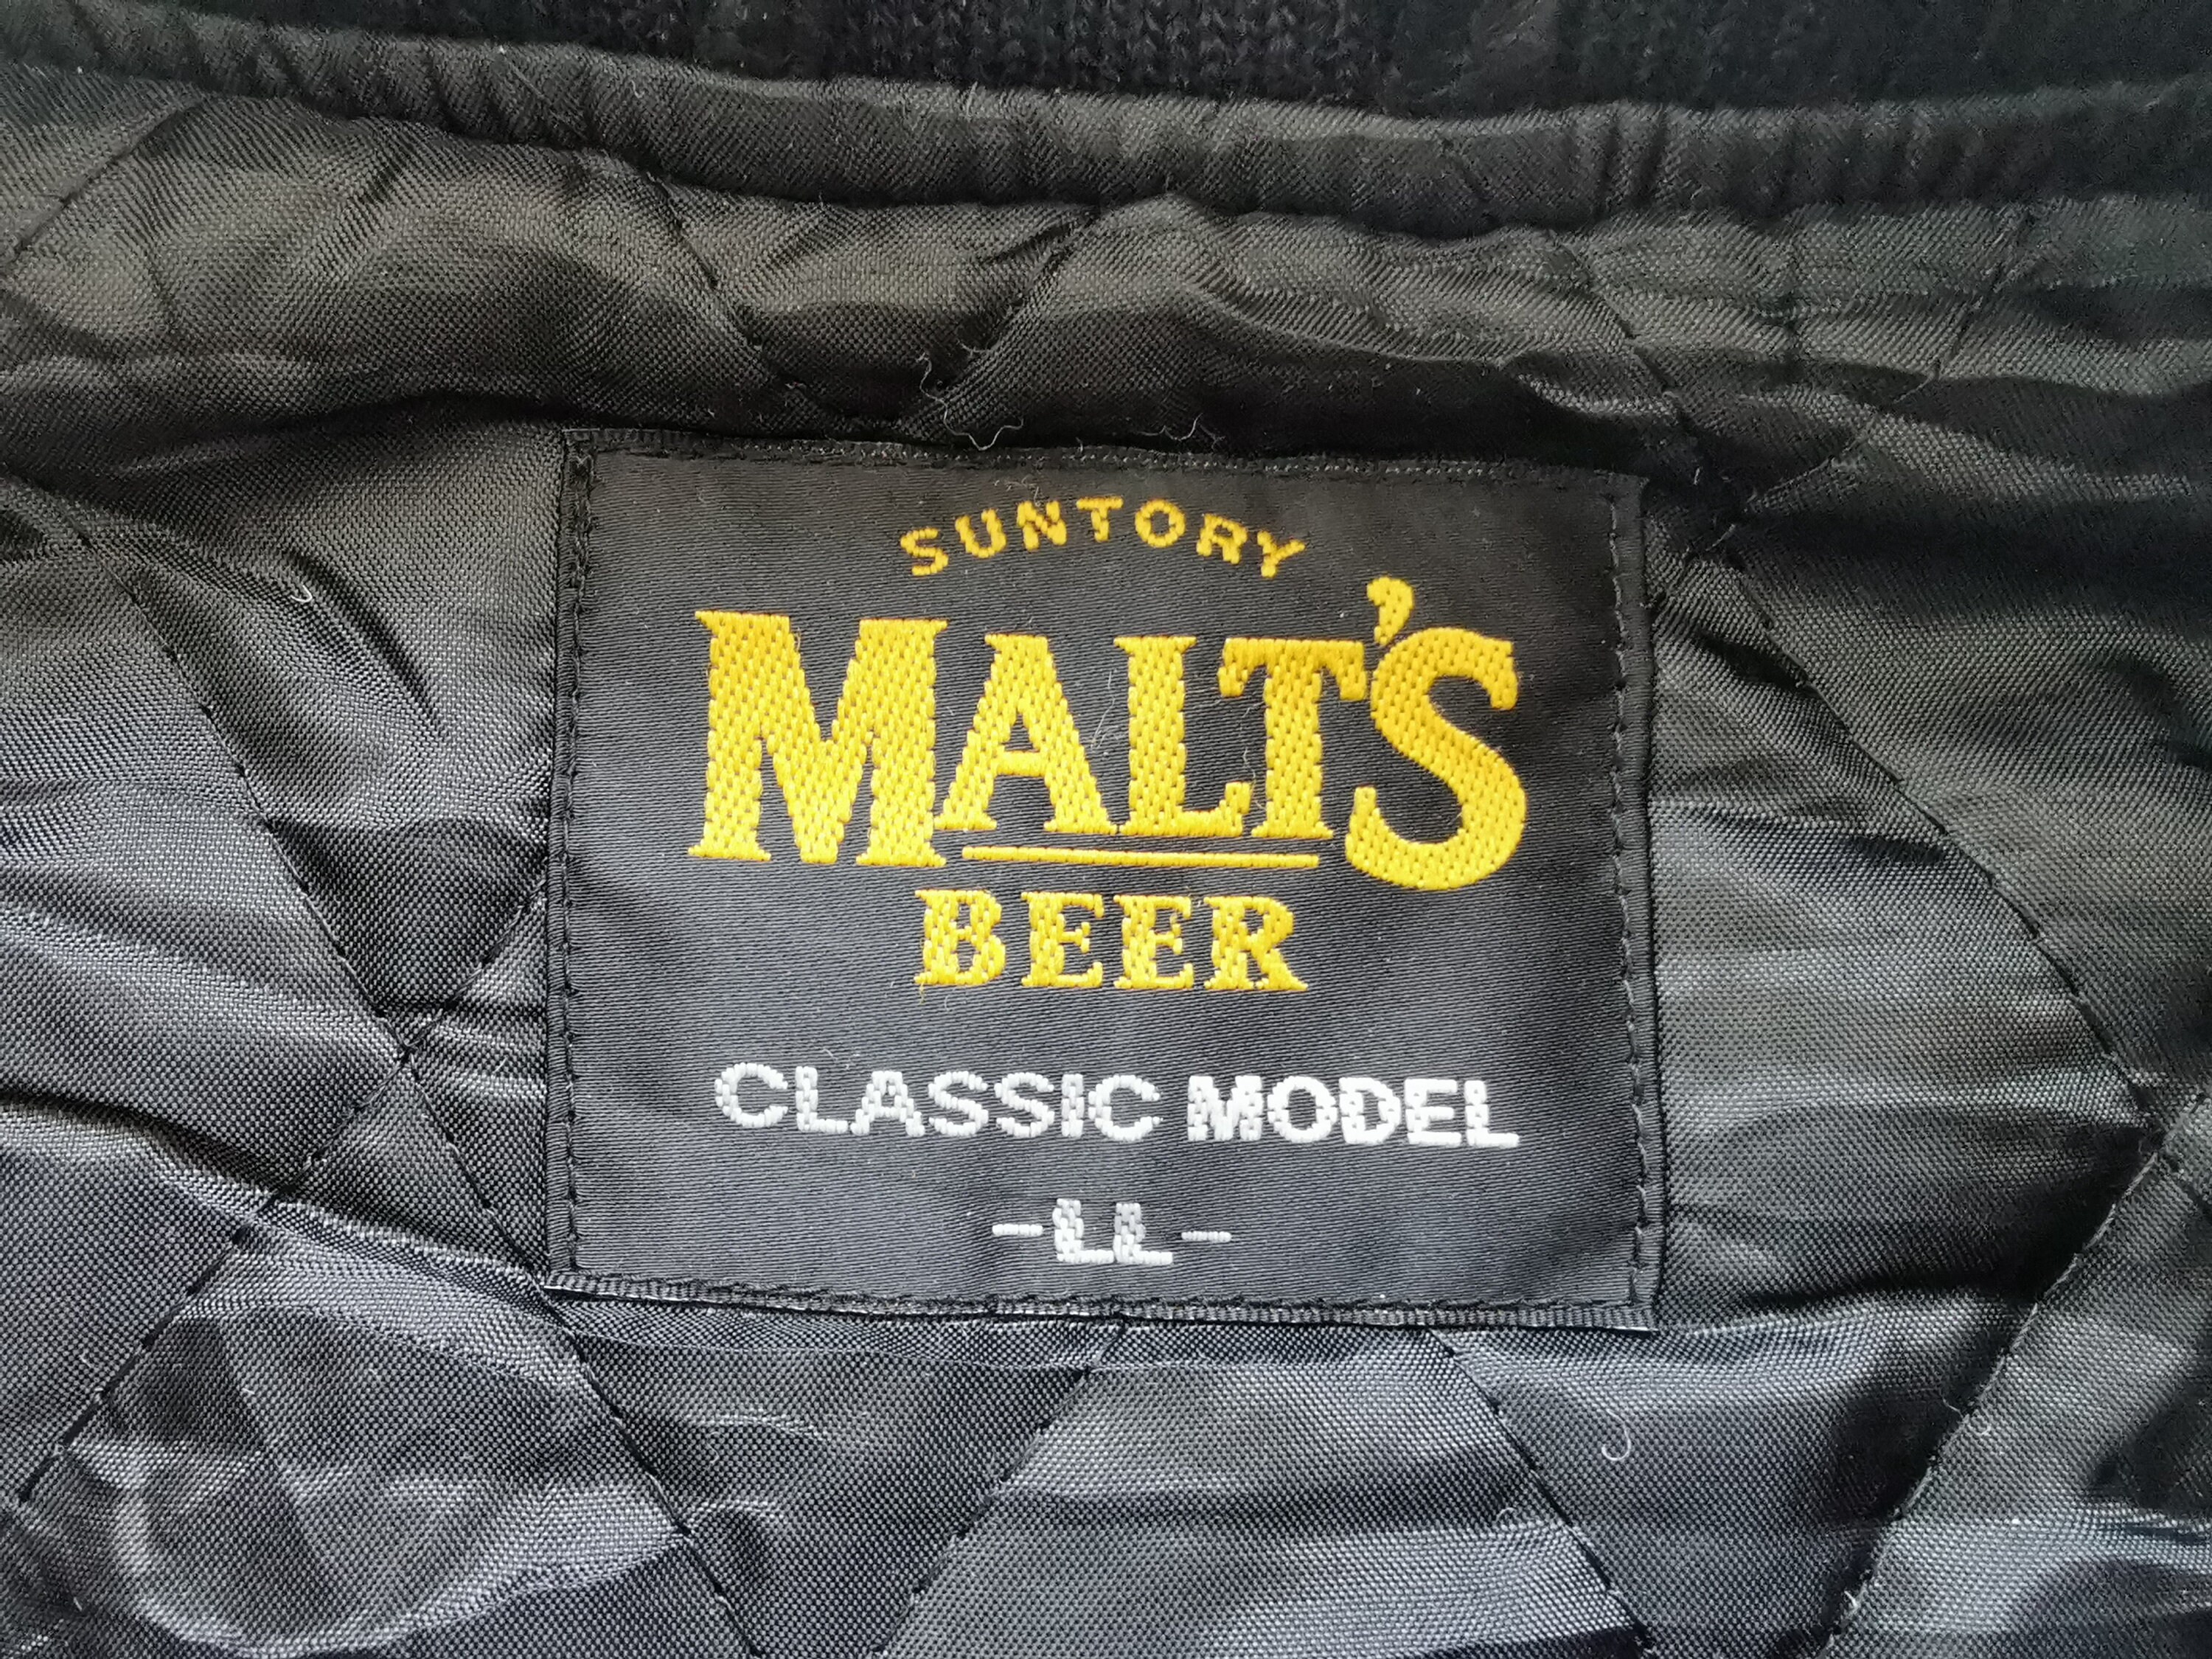 SUNTORY
MALT'S
BEER
CLASSIC MODEL
-LL-